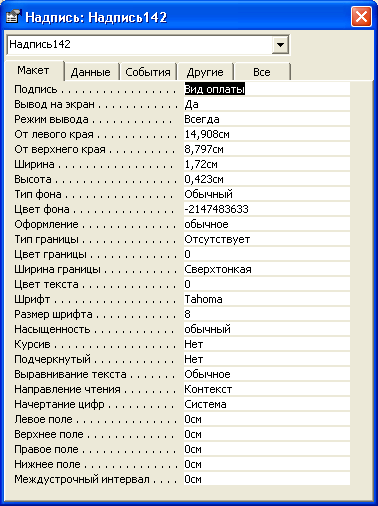 Надпись: Надпись142
Надпись142
Макет Данные События Другие Все
Подпись . . . . . . . . . . . . . . . . . Вид оплаты
Вывод на экран . . . . . . . . . . . Да
Режим вывода . . . . . . . . . . . . Всегда
От левого края . . . . . . . . . . . 14,908см
От верхнего края . . . . . . . . . 8,797см
Ширина . . . . . . . . . . . . . . . . . 1,72см
Высота . . . . . . . . . . . . . . . . . 0,423см
Тип фона . . . . . . . . . . . . . . . . Обычный
Цвет фона . . . . . . . . . . . . . . . -2147483633
Оформление . . . . . . . . . . . . . обычное
Тип границы . . . . . . . . . . . . . Отсутствует
Цвет границы . . . . . . . . . . . . 0
Ширина границы . . . . . . . . . . Сверхтонкая
Цвет текста . . . . . . . . . . . . . . 0
Шрифт . . . . . . . . . . . . . . . . . . Tahoma
Размер шрифта . . . . . . . . . . . 8
Насыщенность . . . . . . . . . . . . обычный
Курсив . . . . . . . . . . . . . . . . . . Нет
Подчеркнутый . . . . . . . . . . . . Нет
Выравнивание текста . . . . . . Обычное
Направление чтения . . . . . . . Контекст
Начертание цифр . . . . . . . . . . Система
Левое поле . . . . . . . . . . . . . . 0см
Верхнее поле . . . . . . . . . . . . . 0см
Правое поле . . . . . . . . . . . . . 0см
Нижнее поле . . . . . . . . . . . . . 0см
Междустрочный интервал . . . . 0см